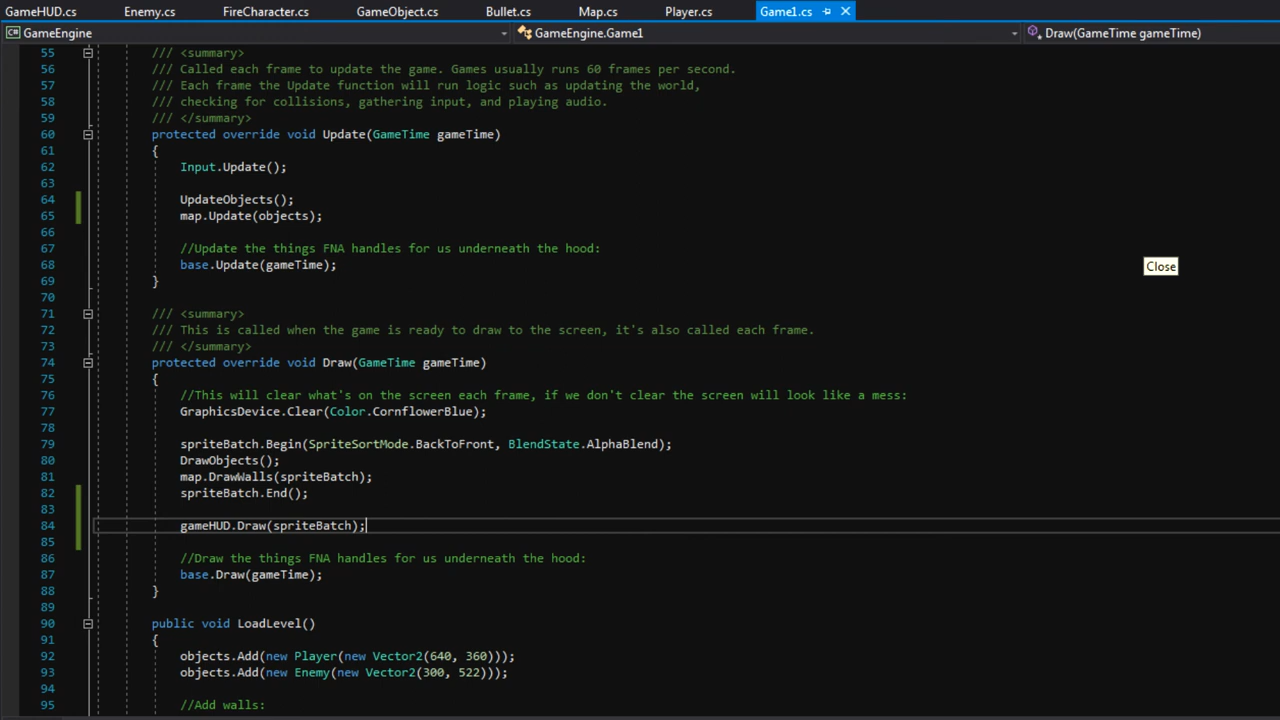 GameHUD.cs Enemy.cs FireCharacter.cs GameObject.cs Bullet.cs Map.cs Player.cs Game1.cs
GameEngine GameEngine.Game1 Draw(GameTime gameTime)
55 /// <summary>
56 /// Called each frame to update the game. Games usually runs 60 frames per second.
57 /// Each frame the Update function will run logic such as updating the world,
58 /// checking for collisions, gathering input, and playing audio.
59 /// </summary>
60 protected override void Update(GameTime gameTime)
61 {
62 Input.Update();
63
64 UpdateObjects();
65 map.Update(objects);
66
67 //Update the things FNA handles for us underneath the hood:
68 base.Update(gameTime);
Close
69 }
70
71 /// <summary>
72 /// This is called when the game is ready to draw to the screen, it's also called each frame.
73 /// </summary>
74 protected override void Draw(GameTime gameTime)
75 {
76 //This will clear what's on the screen each frame, if we don't clear the screen will look like a mess:
77 GraphicsDevice.Clear(Color.CornflowerBlue);
78
79 spriteBatch.Begin(SpriteSortMode.BackToFront, BlendState.AlphaBlend);
80 DrawObjects();
81 map.DrawWalls(spriteBatch);
82 spriteBatch.End();
83
84 gameHUD.Draw(spriteBatch);
85
86 //Draw the things FNA handles for us underneath the hood:
87 base.Draw(gameTime);
88 }
89
90 public void LoadLevel()
91 {
92 objects.Add(new Player(new Vector2(640, 360)));
93 objects.Add(new Enemy(new Vector2(300, 522)));
94
95 //Add walls: